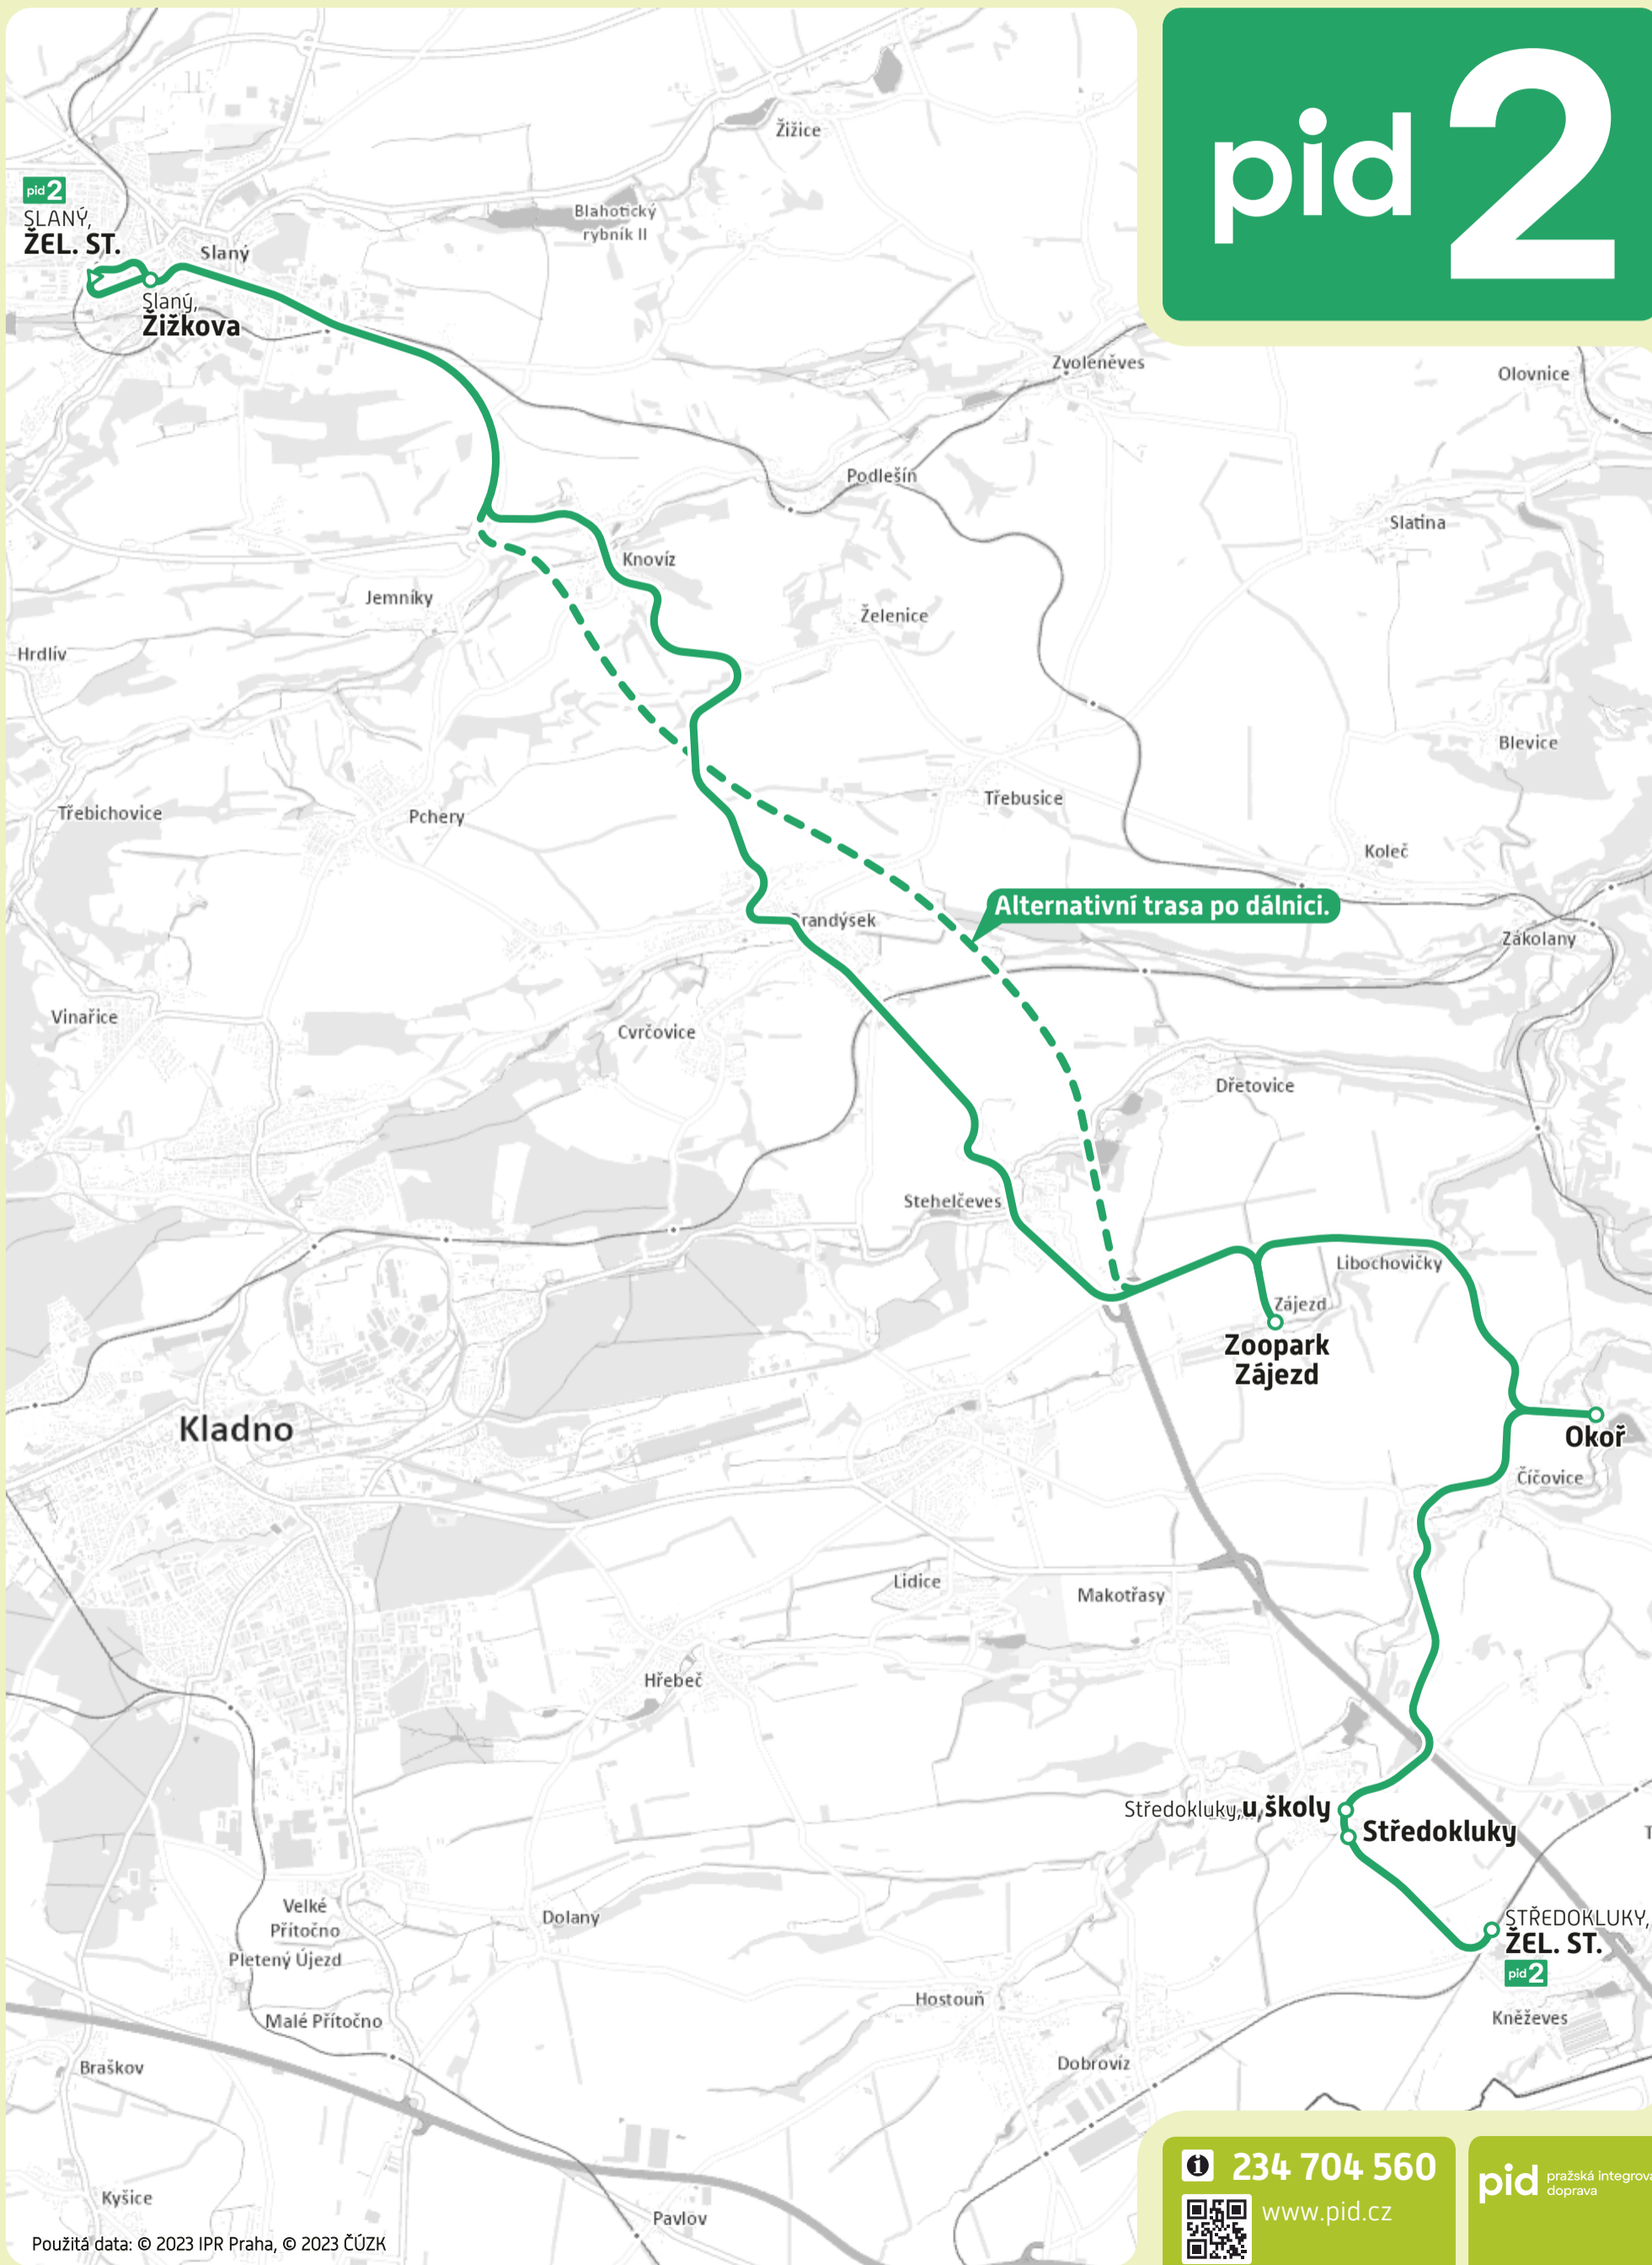 pid 2
Žižice
Blahotický
rybník II
pid 2
SLANÝ,
ŽEL. ST.
Slaný
Slaný,
Žižkova
Zvoleněves
Olovnice
Podlešín
Slatina
Knovíz
Jemníky
Želenice
Hrdlív
Blevice
Třebusice
Třebichovice
Pchery
Koleč
Alternativní trasa po dálnici.
Brandýsek
Zákolany
Vinařice
Cvrčovice
Dřetovice
Stehelčeves
Libochovičky
Zájezd
Zoopark
Zájezd
Kladno
Okoř
Číčovice
Lidice
Makotřasy
Hřebeč
Středokluky, u školy
Středokluky
T
Velké
Přítočno
Dolany
STŘEDOKLUKY,
ŽEL. ST.
pid 2
Pletený Újezd
Hostouň
Kněževes
Malé Přítočno
Braškov
Dobrovíz
Kyšice
Pavlov
Použitá data: © 2023 IPR Praha, © 2023 ČÚZK
i 234 704 560
www.pid.cz
pid pražská integrova
doprava